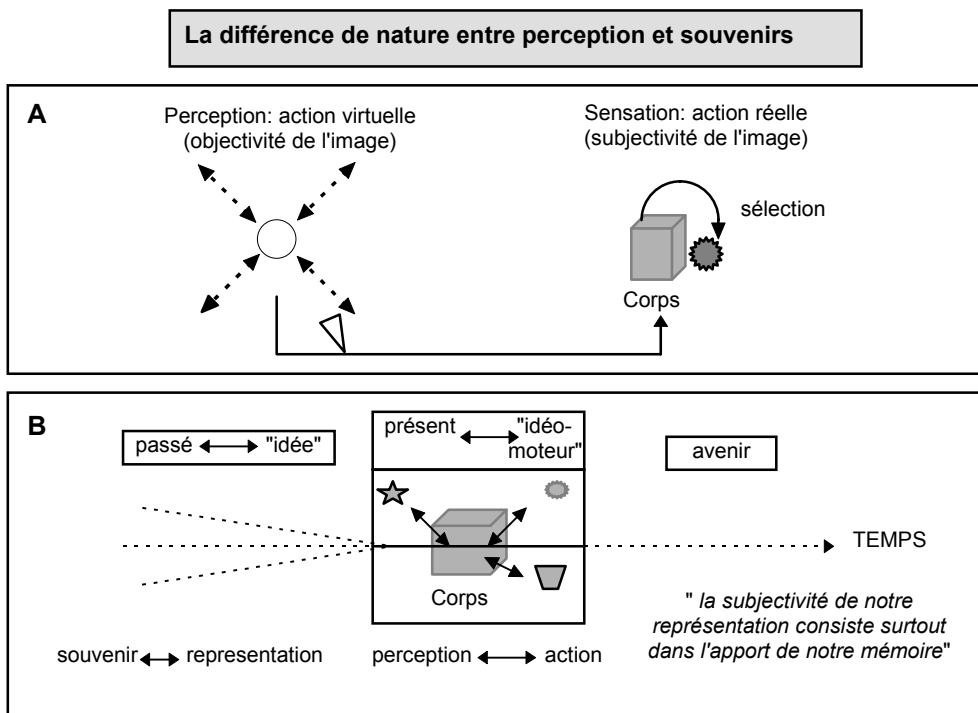 La différence de nature entre perception et souvenirs
A
Perception: action virtuelle
(objectivité de l'image)
Sensation: action réelle
(subjectivité de l'image)
sélection
Corps
B
passé "idée"
présent "idéo-
moteur"
avenir
TEMPS
Corps
" la subjectivité de notre
représentation consiste surtout
dans l'apport de notre mémoire"
souvenir representation
perception action